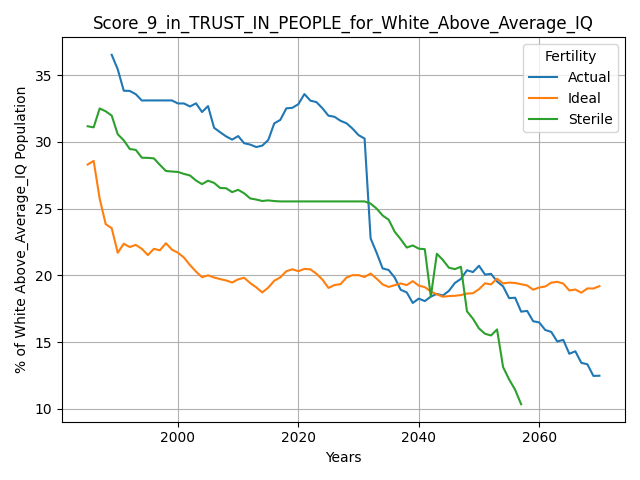 Score_9_in_TRUST_IN_PEOPLE_for_White_Above_Average_IQ
% of White Above_Average_IQ Population
35
30
25
20
15
10
Fertility
Actual
Ideal
Sterile
2000
2020
2040
2060
Years